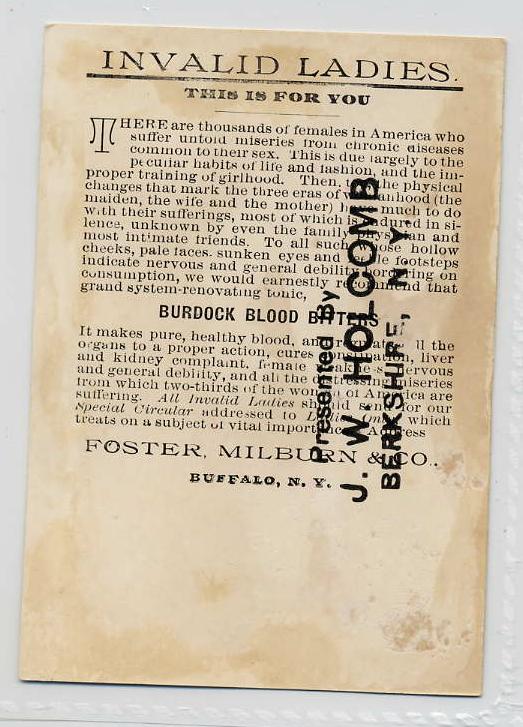 INVALID LADIES.
THIS IS FOR YOU
THERE are thousands of females in America who
suffer untold miseries from chronic diseases
common to their sex. This is due largely to the
peculiar habits of life and fashion, and the im-
proper training of girlhood. Then, the physical
changes that mark the three eras of womanhood (the
maiden, the wife and the mother) have much to do
with their sufferings, most of which is endured in si-
lence, unknown by even the family physician and
most intimate friends. To all such whose hollow
cheeks, pale faces. sunken eyes and feeble footsteps
indicate nervous and general debility bordering on
consumption, we would earnestly recommend that
grand system-renovating tonic,
BURDOCK BLOOD BITTERS.
It makes pure, healthy blood, and regulates all the
organs to a proper action, cures constipation, liver
and kidney complaint, female weakness, nervous
and general debility, and all the distressing miseries
from which two-thirds of the women of America are
suffering. All Invalid Ladies should send for our
Special Circular addressed to Ladies Only, which
treats on a subject of vital importance. Address
FOSTER, MILBURN & CO.,
BUFFALO, N. Y.
Presented By
J. W. HOLCOMB
BERKSHIRE, N.Y.